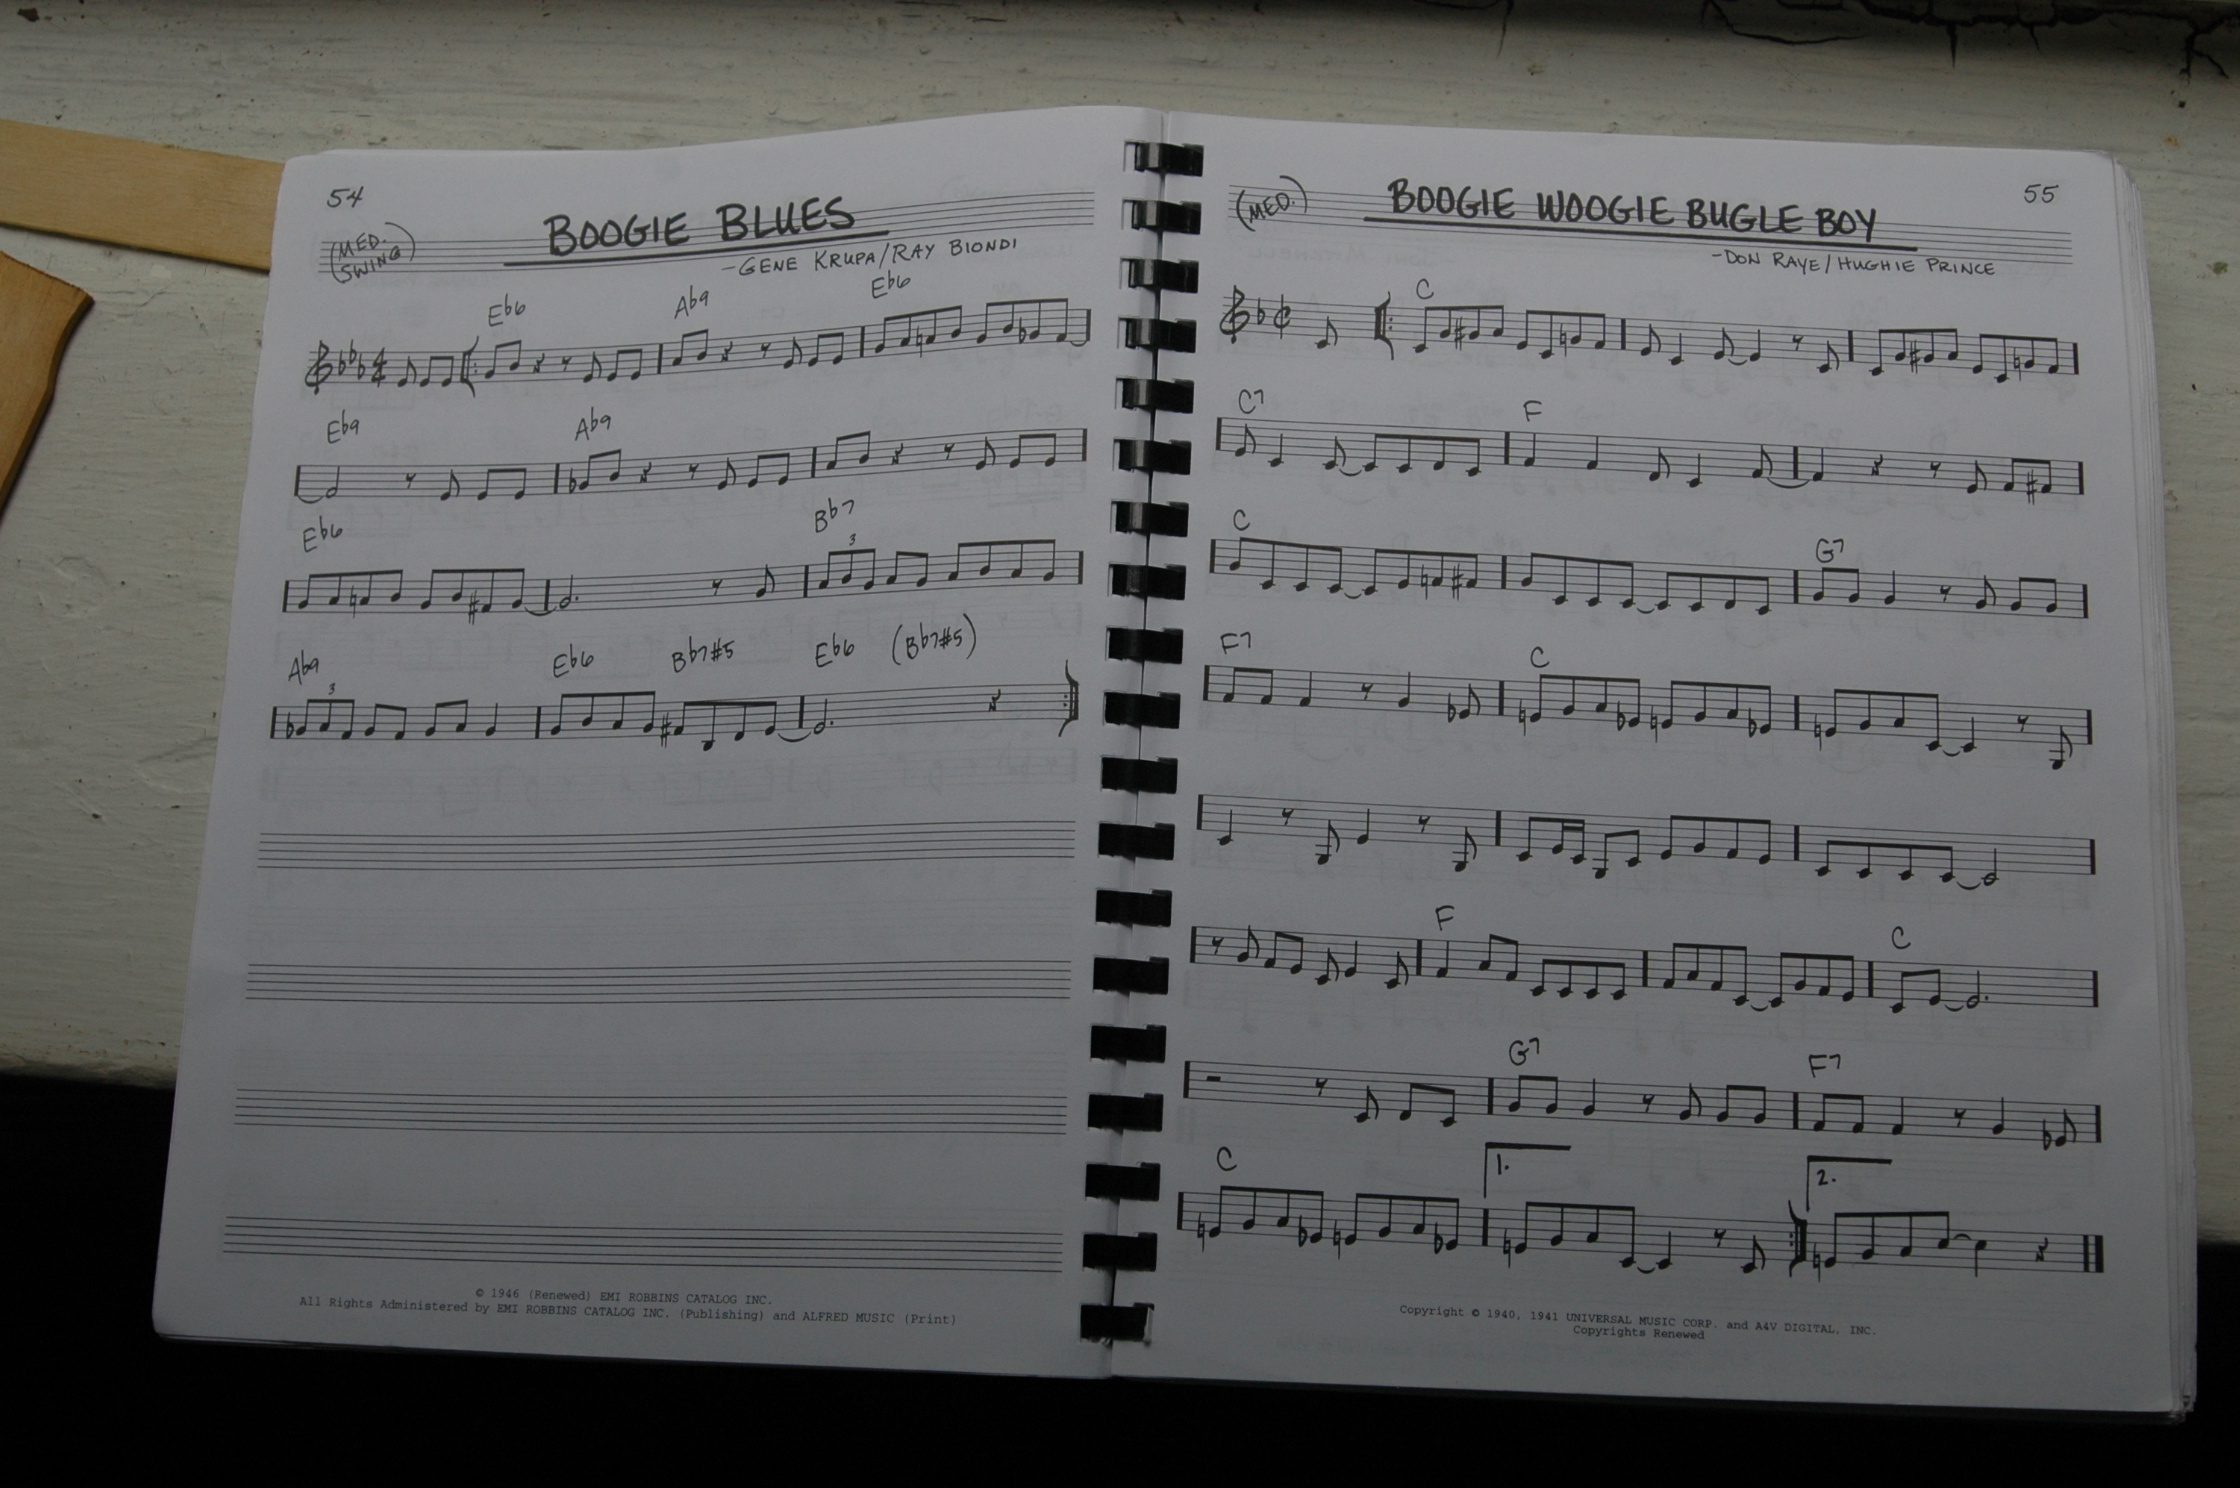 54
(MED. SWING)
BOOGIE BLUES
-GENE KRUPA/RAY BIONDI
Eb6 Ab9 Eb6
Eb9 Ab9
Eb6 Bb7
3
Ab9 Eb6 Bb7#5 Eb6 (Bb7#5)
3
© 1946 (Renewed) EMI ROBBINS CATALOG INC.
All Rights Administered by EMI ROBBINS CATALOG INC. (Publishing) and ALFRED MUSIC (Print)
55
(MED.)
BOOGIE WOOGIE BUGLE BOY
-DON RAYE/HUGHIE PRINCE
C
C7 F
C G7
F7 C
F C
G7 F7
C 1. 2.
Copyright © 1940, 1941 UNIVERSAL MUSIC CORP. and A4V DIGITAL, INC.
Copyrights Renewed